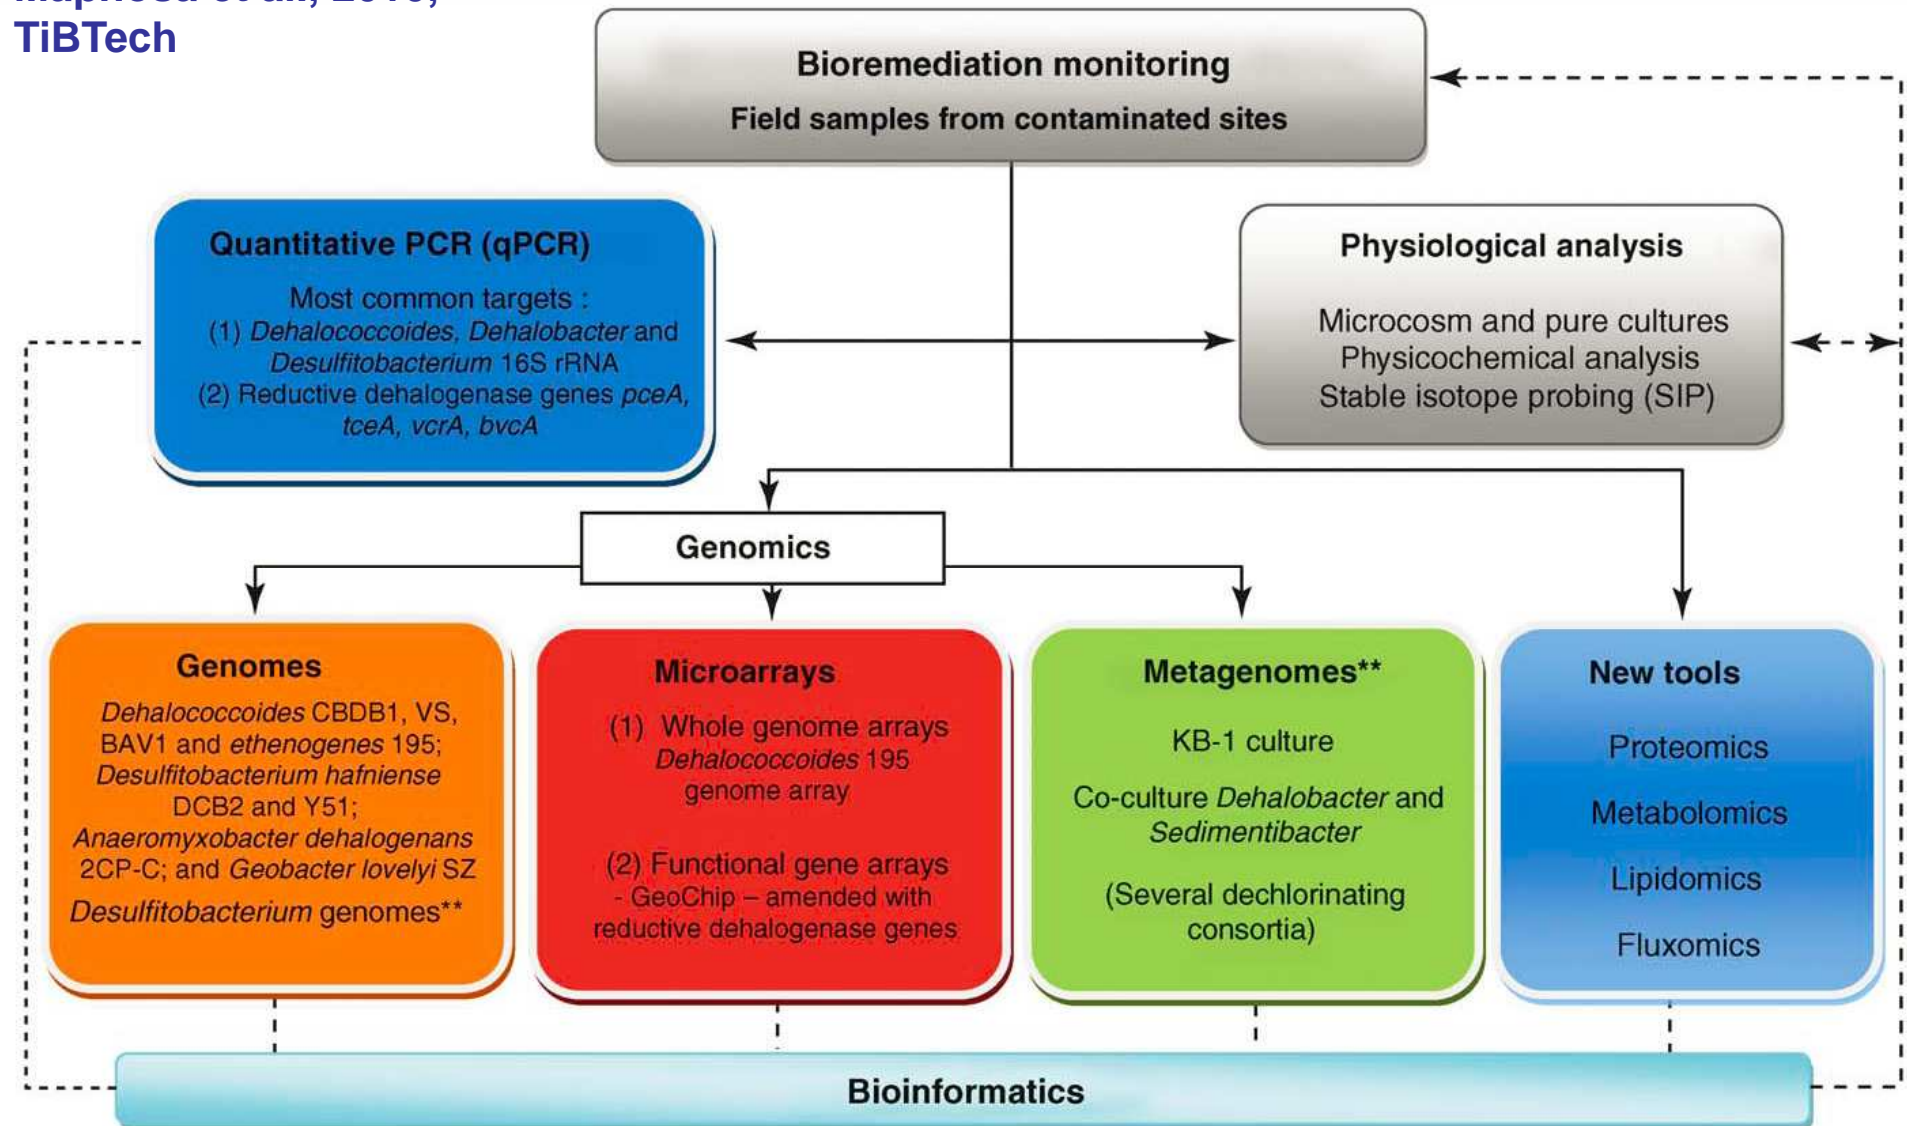 TiBTech
Bioremediation monitoring
Field samples from contaminated sites
Quantitative PCR (qPCR)
Most common targets :
(1) Dehalococcoides, Dehalobacter and
Desulfitobacterium 16S rRNA
(2) Reductive dehalogenase genes pceA,
tceA, vcrA, bvcA
Physiological analysis
Microcosm and pure cultures
Physicochemical analysis
Stable isotope probing (SIP)
Genomics
Genomes
Dehalococcoides CBDB1, VS,
BAV1 and ethenogenes 195;
Desulfitobacterium hafniense
DCB2 and Y51;
Anaeromyxobacter dehalogenans
2CP-C; and Geobacter lovelyi SZ
Desulfitobacterium genomes**
Microarrays
(1) Whole genome arrays
Dehalococcoides 195
genome array
(2) Functional gene arrays
- GeoChip – amended with
reductive dehalogenase genes
Metagenomes**
KB-1 culture
Co-culture Dehalobacter and
Sedimentibacter
(Several dechlorinating
consortia)
New tools
Proteomics
Metabolomics
Lipidomics
Fluxomics
Bioinformatics